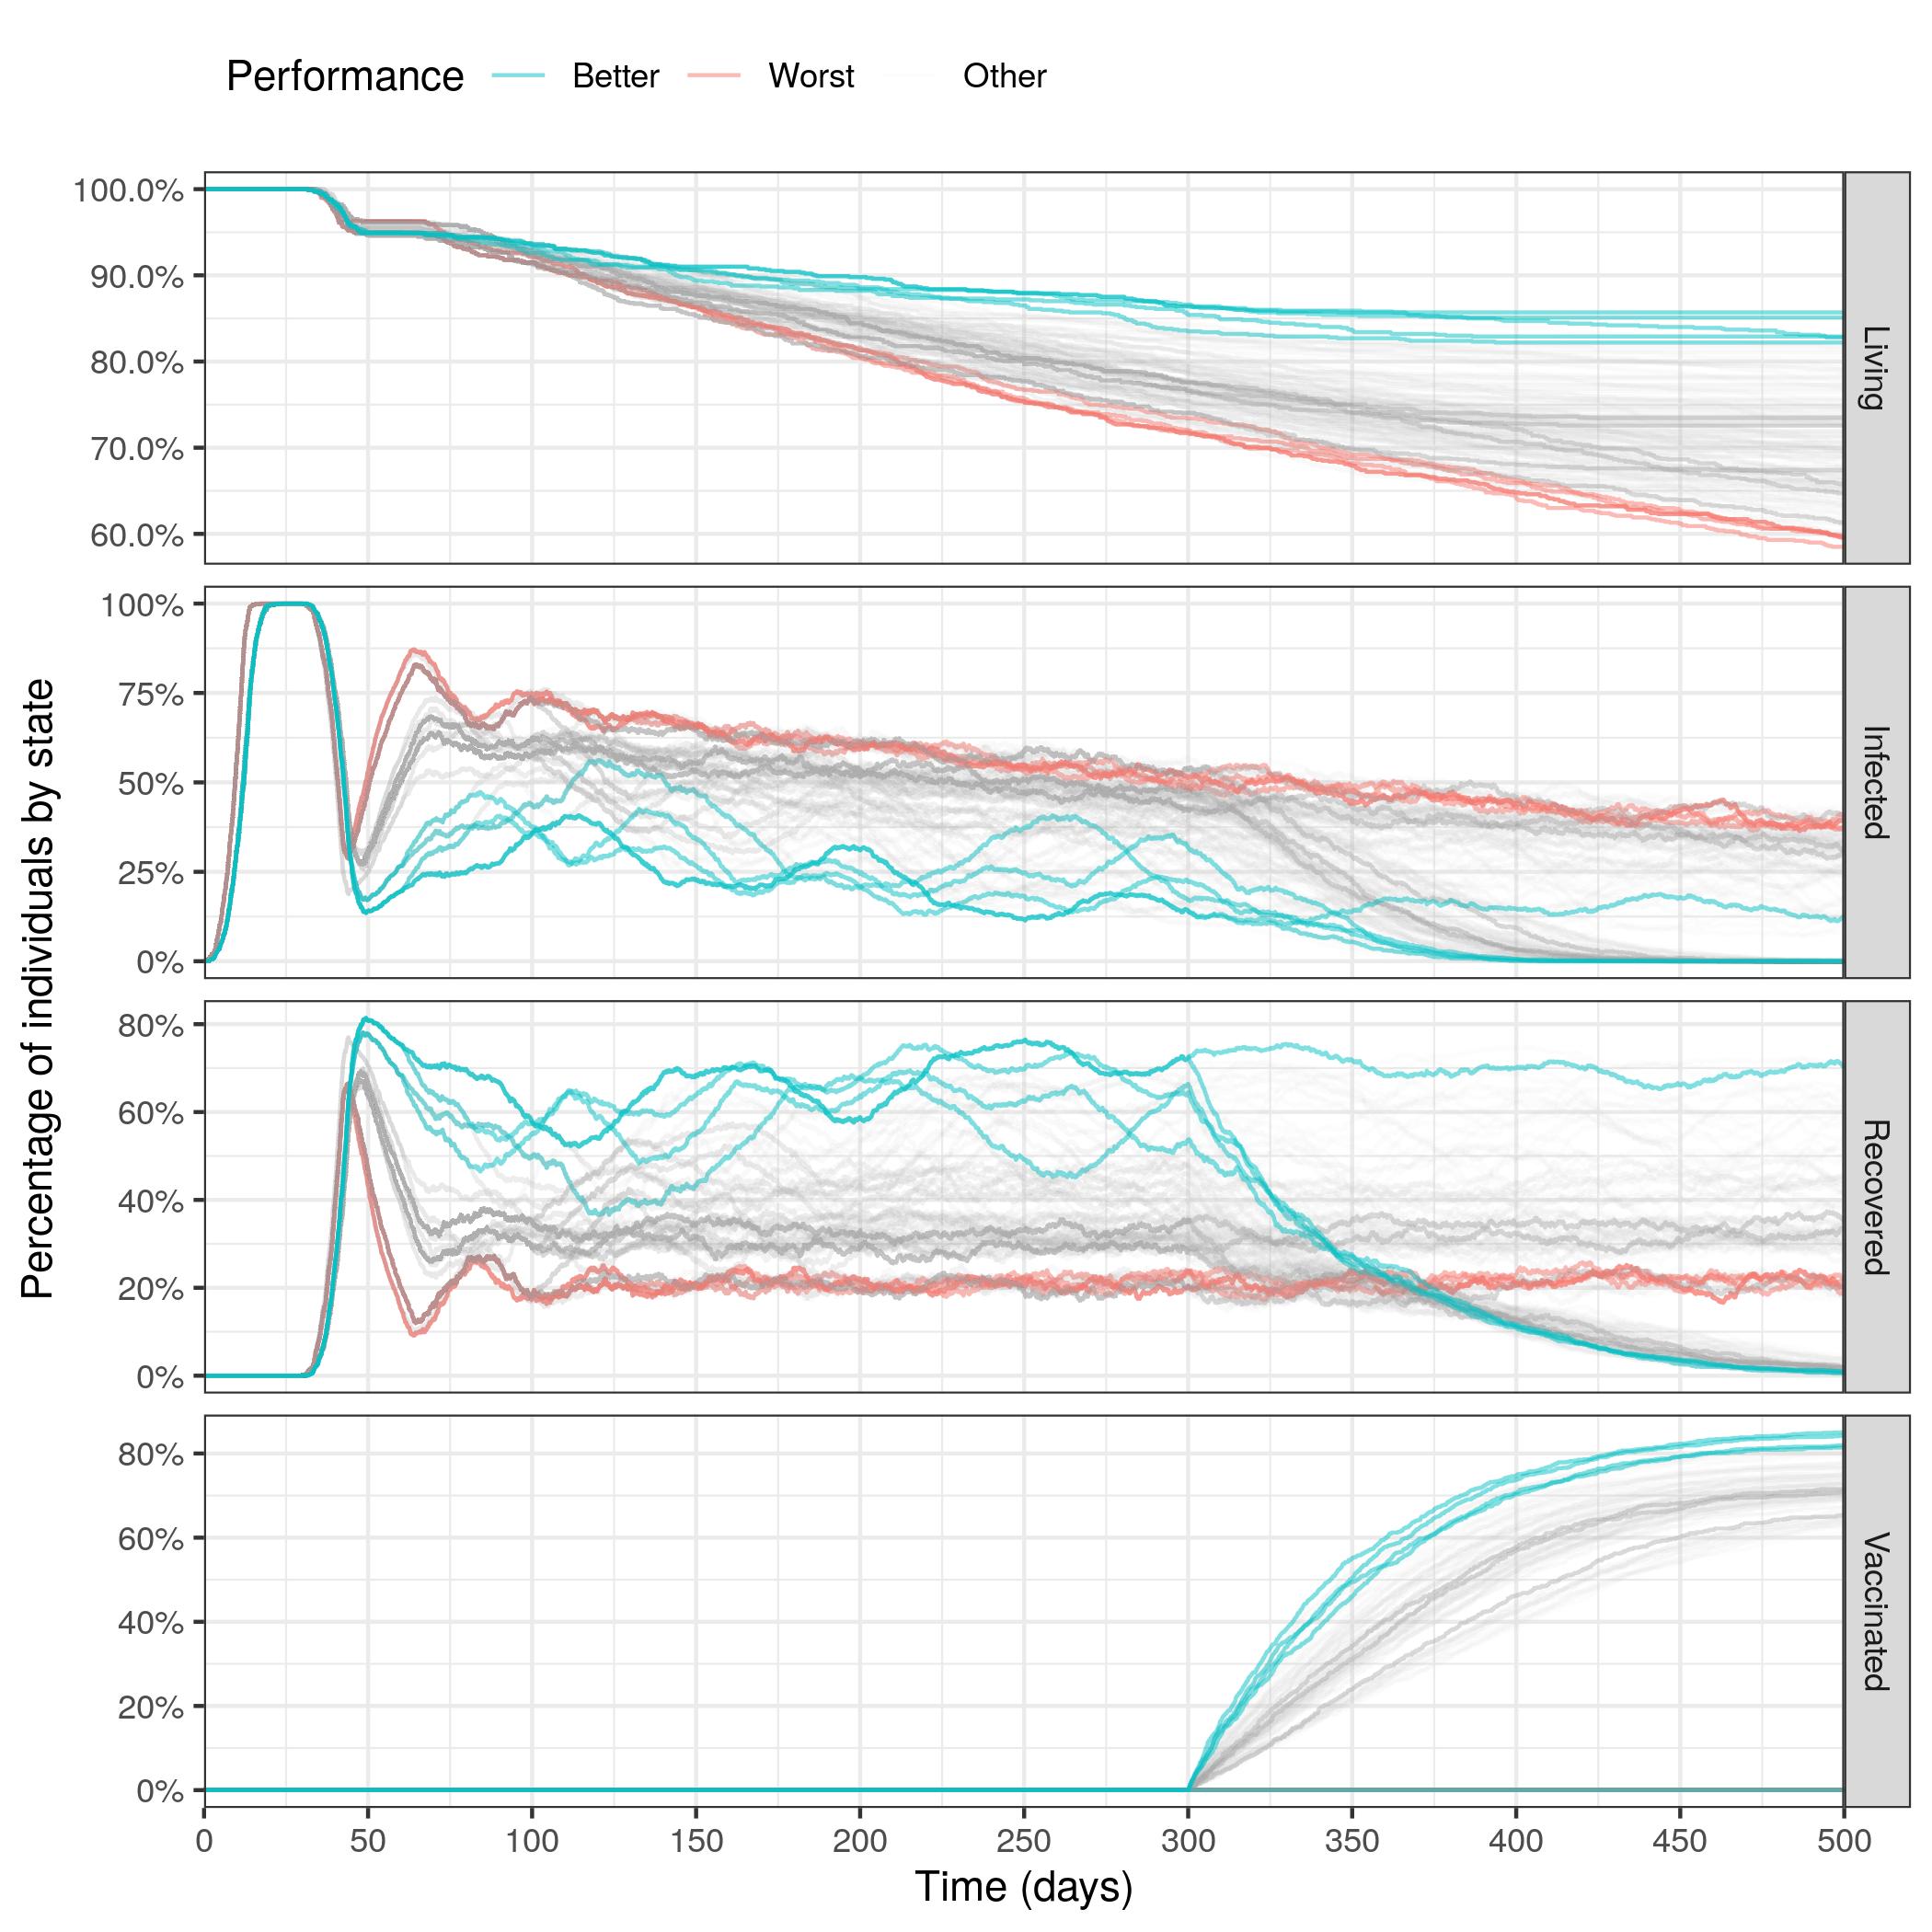 Performance Better Worst Other
100.0%
90.0%
80.0%
70.0%
60.0%
Living
100%
75%
50%
25%
0%
Infected
Percentage of individuals by state
80%
60%
40%
20%
0%
Recovered
80%
60%
40%
20%
0%
Vaccinated
0 50 100 150 200 250 300 350 400 450 500
Time (days)